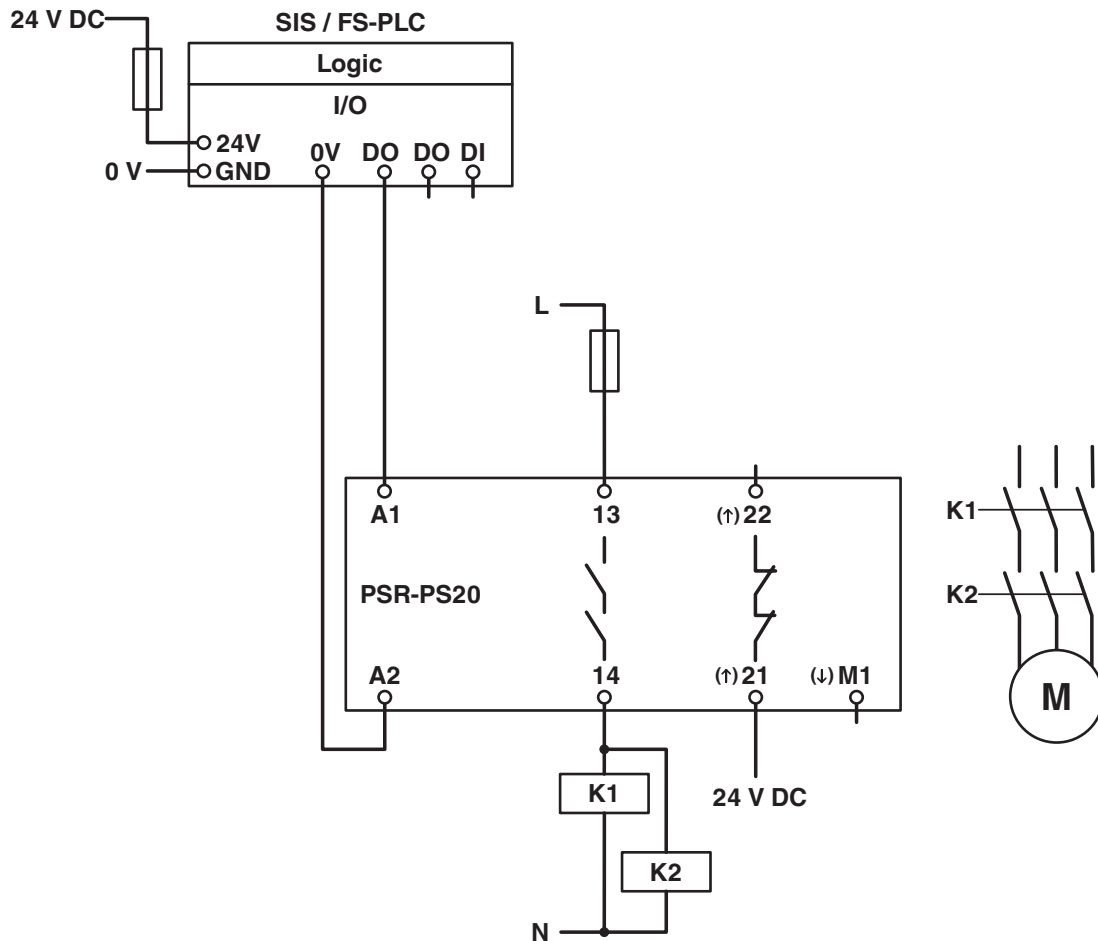 24 V DC
SIS / FS-PLC
Logic
I/O
24V
0V DO DO DI
0 V GND
L
A1 13 (↑) 22
K1
PSR-PS20
K2
A2 14 (↑) 21 (↓) M1
M
K1
24 V DC
K2
N